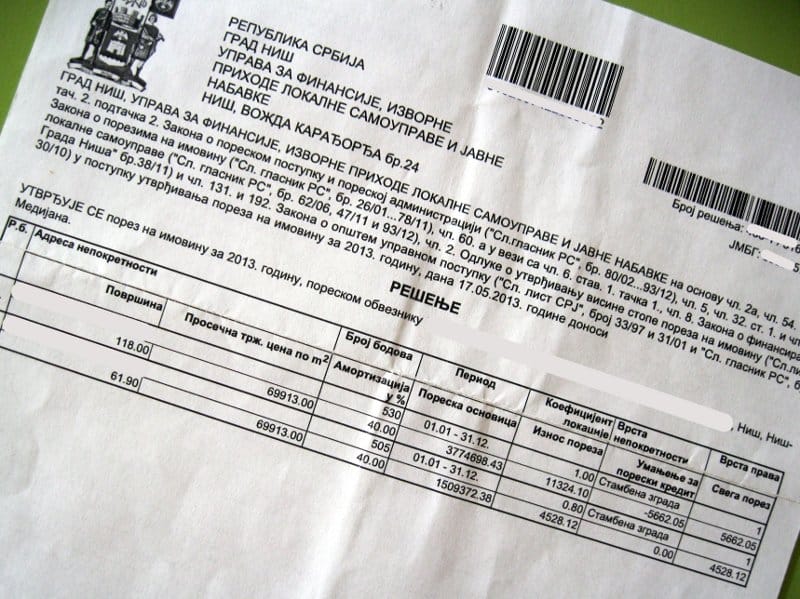 РЕПУБЛИКА СРБИЈА
ГРАД НИШ
УПРАВА ЗА ФИНАНСИЈЕ, ИЗВОРНЕ
ПРИХОДЕ ЛОКАЛНЕ САМОУПРАВЕ И ЈАВНЕ
НАБАВКЕ
НИШ, ВОЖДА КАРАЂОРЂА бр.24
Број решења:
ЈМБГ:
ГРАД НИШ, УПРАВА ЗА ФИНАНСИЈЕ, ИЗВОРНЕ ПРИХОДЕ ЛОКАЛНЕ САМОУПРАВЕ И ЈАВНЕ НАБАВКЕ на основу чл. 2а, чл. 54.
тач. 2. подтачка 2. Закона о пореском поступку и пореској администрацији ("Сл.гласник РС", бр. 80/02...93/12), чл. 5, чл. 32. ст. 1. и чл
Закона о порезима на имовину ("Сл. гласник РС", бр. 26/01...78/11), чл. 60. а у вези са чл. 6. став. 1. тачка 1., чл. 8. Закона о финансира
локалне самоуправе ("Сл. гласник РС", бр. 62/06, 47/11 и 93/12), чл. 2. Одлуке о утврђивању висине стопе пореза на имовину ("Сл.
Града Ниша" бр.38/11) и чл. 131. и 192. Закона о општем управном поступку ("Сл. лист СРЈ", број 33/97 и 31/01 и "Сл. гласник РС", б
30/10) у поступку утврђивања пореза на имовину за 2013. годину, дана 17.05.2013. године доноси
РЕШЕЊЕ
УТВРЂУЈЕ СЕ порез на имовину за 2013. годину, пореском обвезнику , Ниш, Ниш-
Медијана.
Р.б. Адреса непокретности Број бодова Период Коефицијент локације Врста непокретности Врста права
Површина Просечна трж. цена по m2 Амортизација у % Пореска основица Износ пореза Умањење за порески кредит Свега порез
530 01.01 - 31.12. 1.00 Стамбена зграда 1
118.00 69913.00 40.00 3774698.43 11324.10 -5662.05 5662.05
505 01.01 - 31.12. 0.80 Стамбена зграда 1
61.90 69913.00 40.00 1509372.38 4528.12 0.00 4528.12